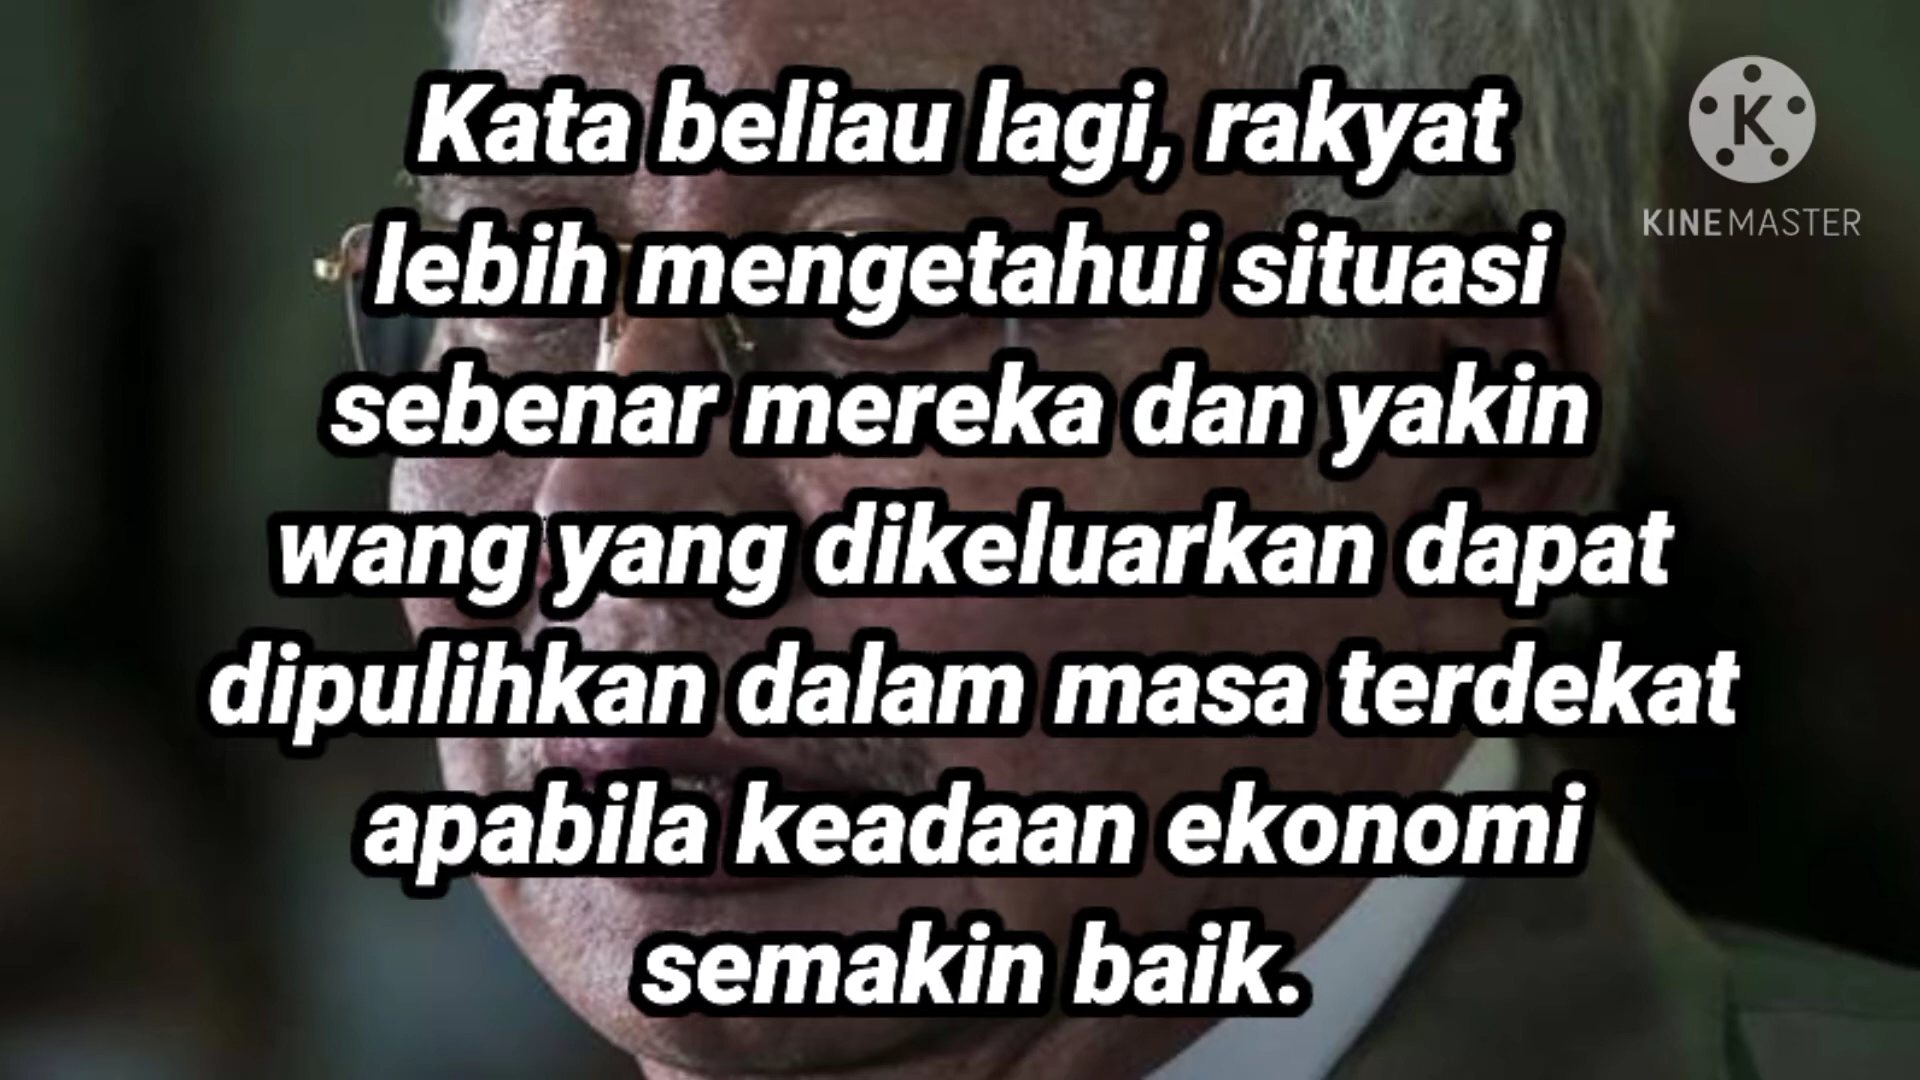 Kata beliau lagi, rakyat
lebih mengetahui situasi
sebenar mereka dan yakin
wang yang dikeluarkan dapat
dipulihkan dalam masa terdekat
apabila keadaan ekonomi
semakin baik.
K
KINEMASTER